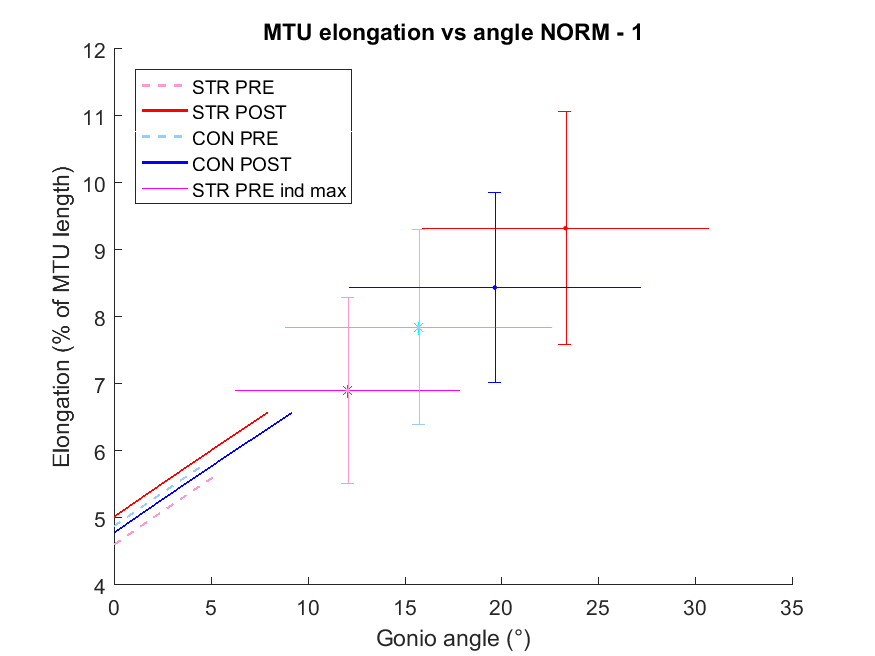 MTU elongation vs angle NORM - 1
12
11
10
9
8
7
6
5
4
Elongation (% of MTU length)
STR PRE
STR POST
CON PRE
CON POST
STR PRE ind max
0 5 10 15 20 25 30 35
Gonio angle (°)